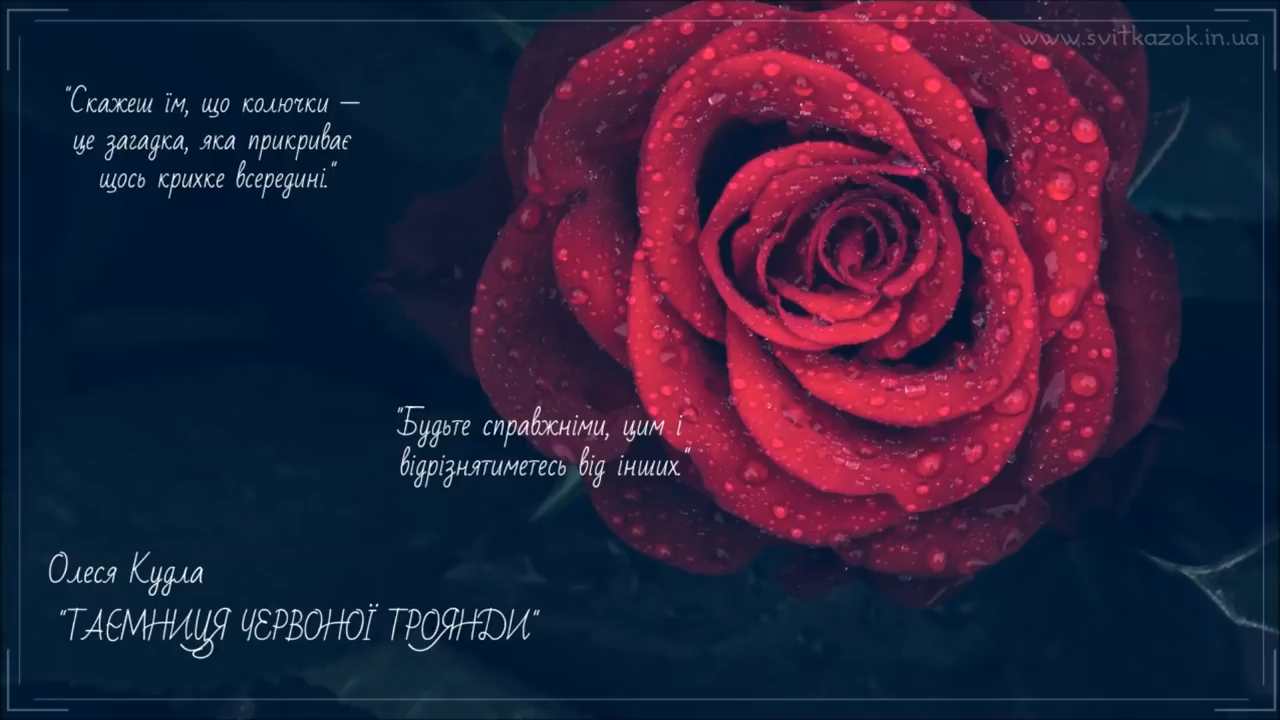 www.svitkazok.in.ua
"Скажеш їм, що колючки —
це загадка, яка прикриває
щось крихке всередині."
"Будьте справжніми, цим і
відрізнятиметесь від інших."
Олеся Кудла
"ТАЄМНИЦЯ ЧЕРВОНОЇ ТРОЯНДИ"